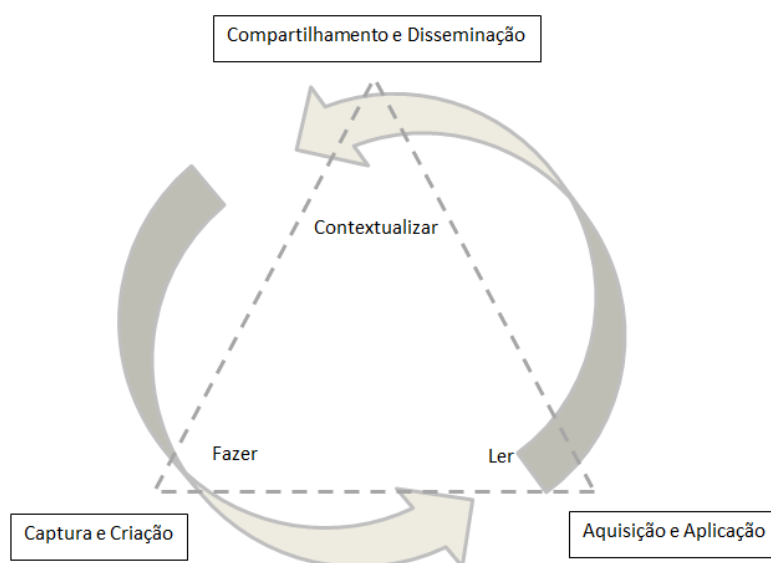 Compartilhamento e Disseminação
Contextualizar
Fazer
Ler
Captura e Criação
Aquisição e Aplicação